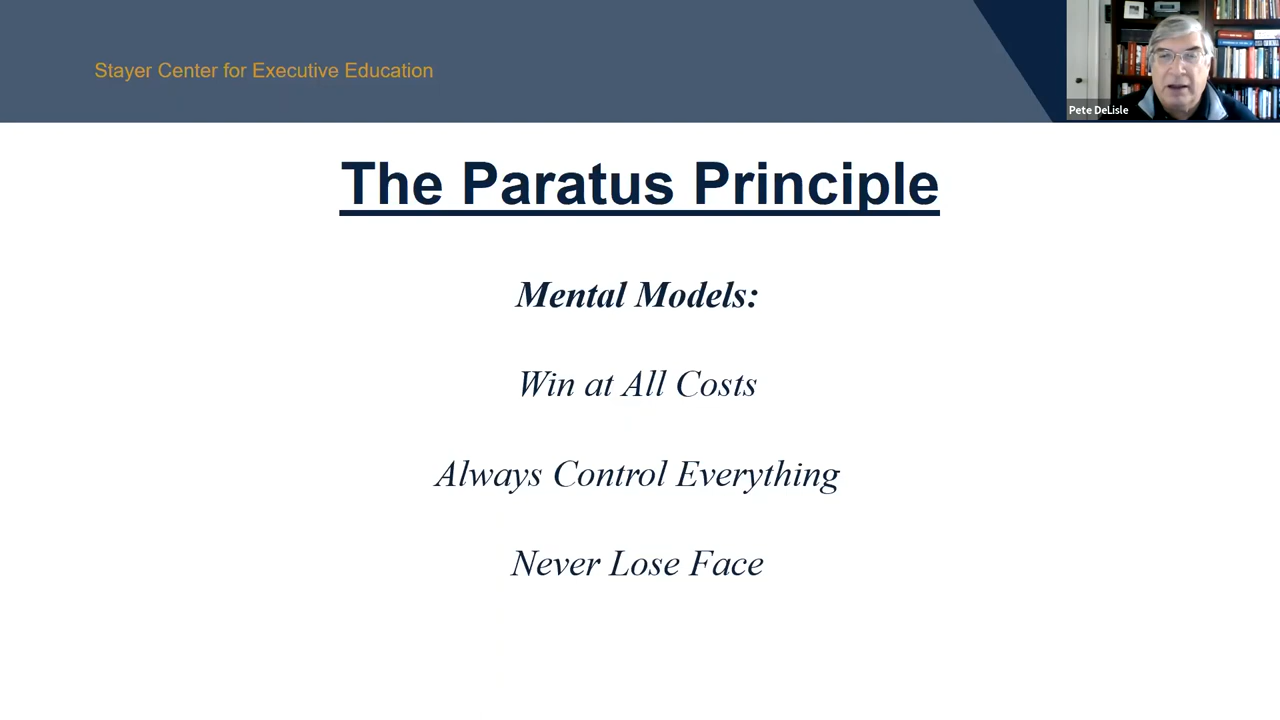 Stayer Center for Executive Education
Pete DeLisle
The Paratus Principle
Mental Models:
Win at All Costs
Always Control Everything
Never Lose Face